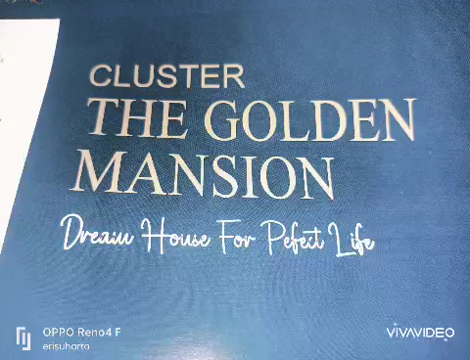 CLUSTER
THE GOLDEN
MANSION
Dream House For Pefect Life
OPPO Reno4 F
erisuharto
VIVAVIDEO